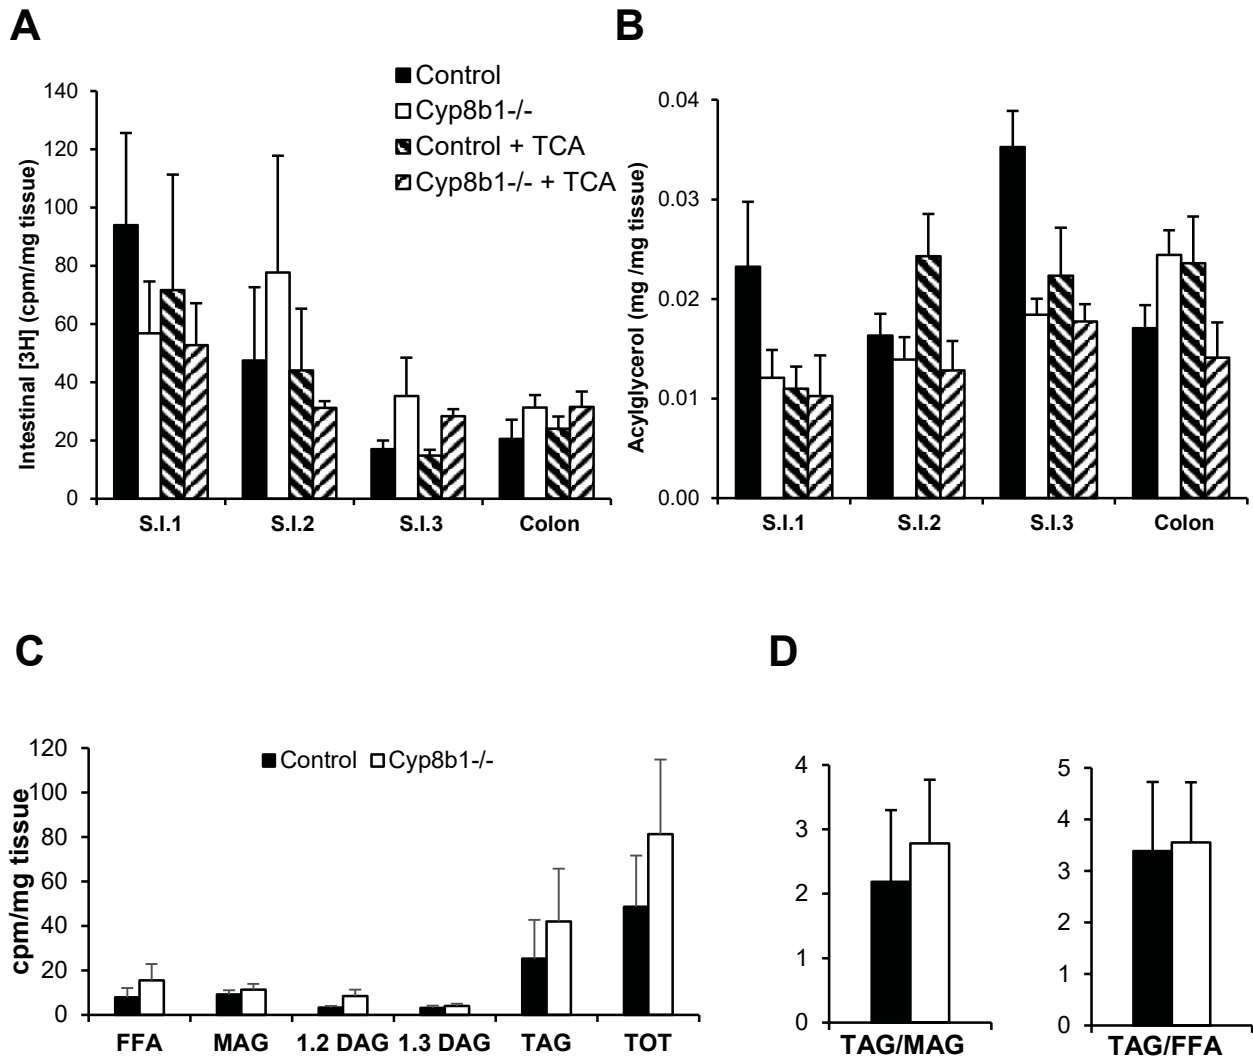 A
Control
Cyp8b1-/-
Control + TCA
Cyp8b1-/- + TCA
Intestinal [3H] (cpm/mg tissue)
140
120
100
80
60
40
20
0
S.I.1 S.I.2 S.I.3 Colon
B
Acylglycerol (mg /mg tissue)
0.04
0.03
0.02
0.01
0.00
S.I.1 S.I.2 S.I.3 Colon
C
Control Cyp8b1-/-
cpm/mg tissue
120
100
80
60
40
20
0
FFA MAG 1.2 DAG 1.3 DAG TAG TOT
D
4
3
2
1
0
TAG/MAG
5
4
3
2
1
0
TAG/FFA